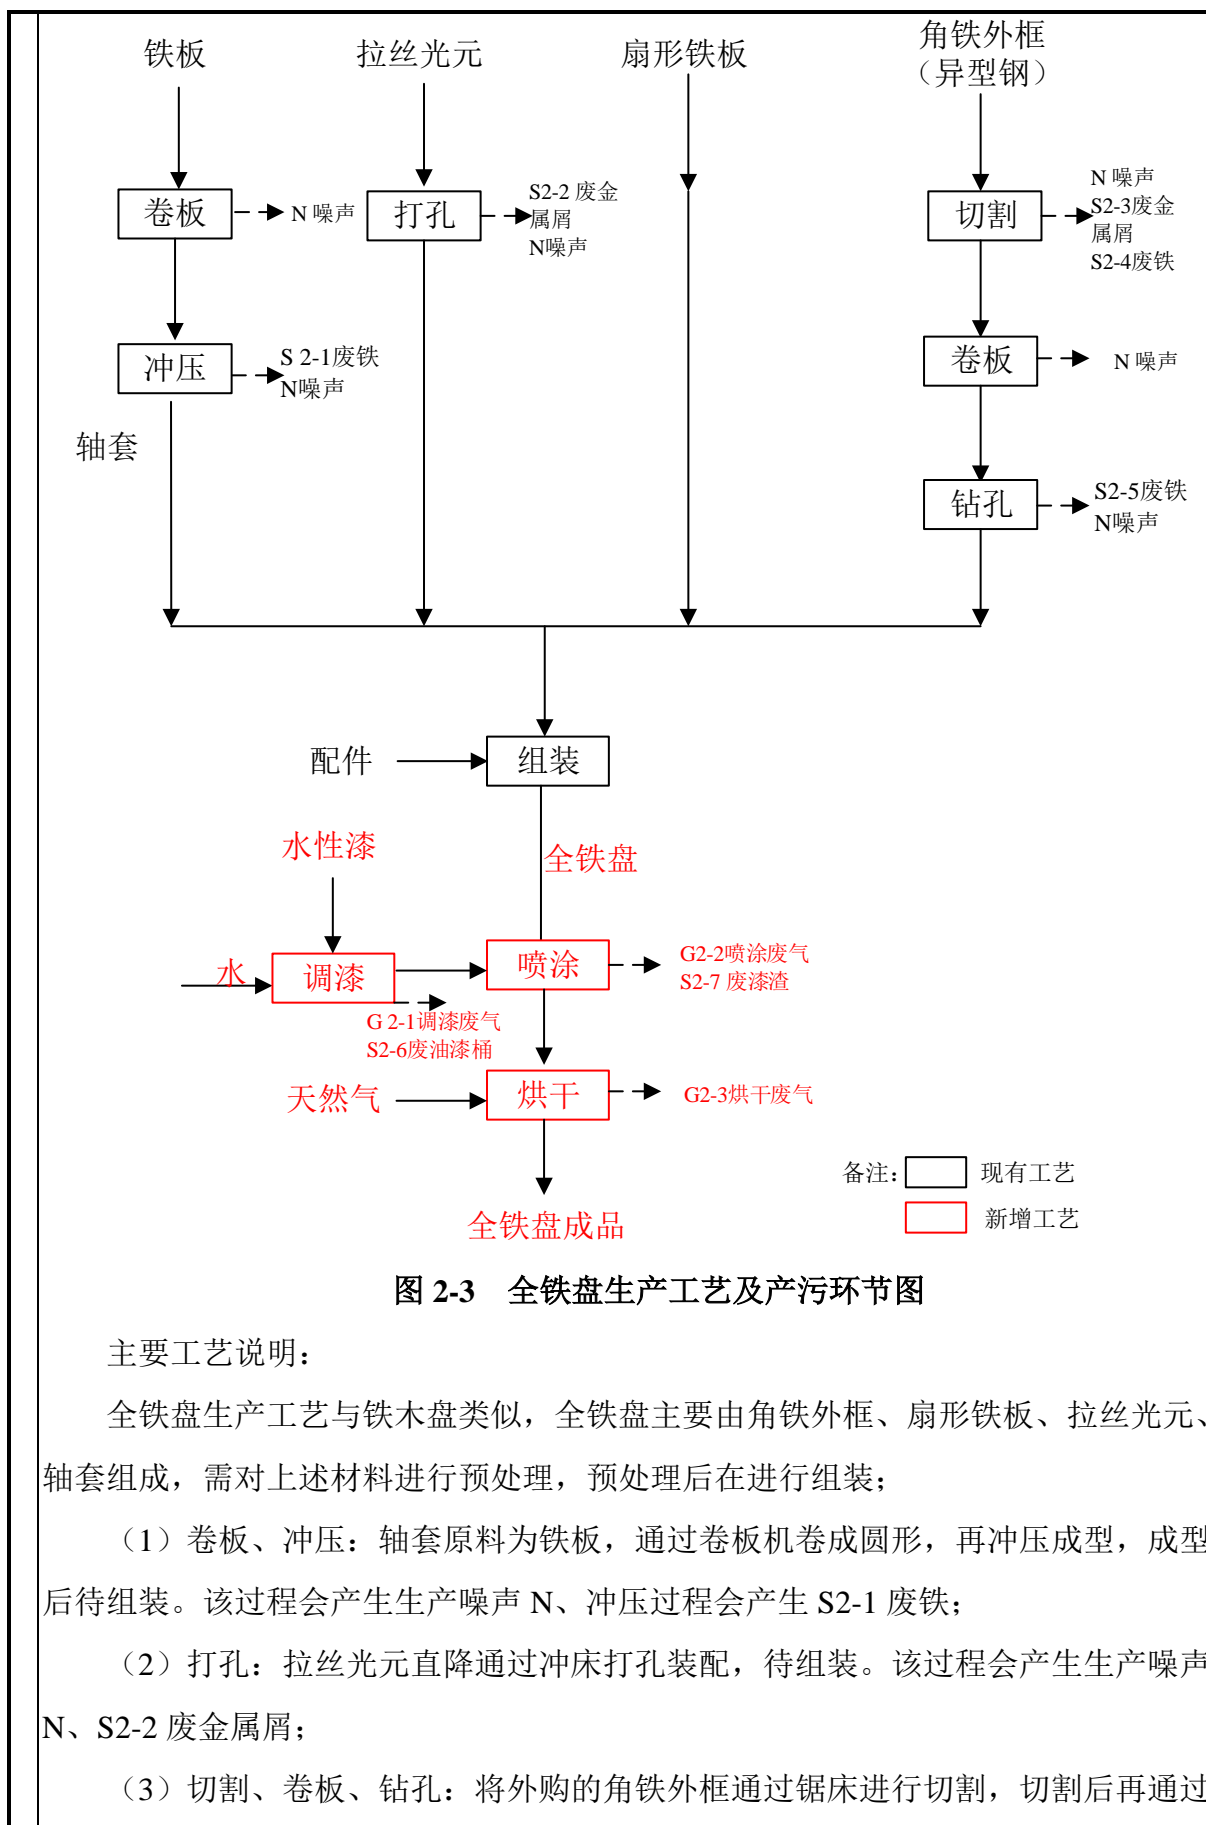 铁板
拉丝光元
扇形铁板
角铁外框
（异型钢）
卷板
N 噪声
打孔
S2-2 废金
属屑
N噪声
切割
N 噪声
S2-3废金
属屑
S2-4废铁
冲压
S 2-1废铁
N噪声
卷板
N 噪声
轴套
钻孔
S2-5废铁
N噪声
配件
组装
水性漆
全铁盘
水
调漆
喷涂
G2-2喷涂废气
S2-7 废漆渣
G 2-1调漆废气
S2-6废油漆桶
天然气
烘干
G2-3烘干废气
备注：
现有工艺
新增工艺
全铁盘成品
图 2-3 全铁盘生产工艺及产污环节图
主要工艺说明：
全铁盘生产工艺与铁木盘类似，全铁盘主要由角铁外框、扇形铁板、拉丝光元、
轴套组成，需对上述材料进行预处理，预处理后在进行组装；
（1）卷板、冲压：轴套原料为铁板，通过卷板机卷成圆形，再冲压成型，成型
后待组装。该过程会产生生产噪声 N、冲压过程会产生 S2-1 废铁；
（2）打孔：拉丝光元直降通过冲床打孔装配，待组装。该过程会产生生产噪声
N、S2-2 废金属屑；
（3）切割、卷板、钻孔：将外购的角铁外框通过锯床进行切割，切割后再通过